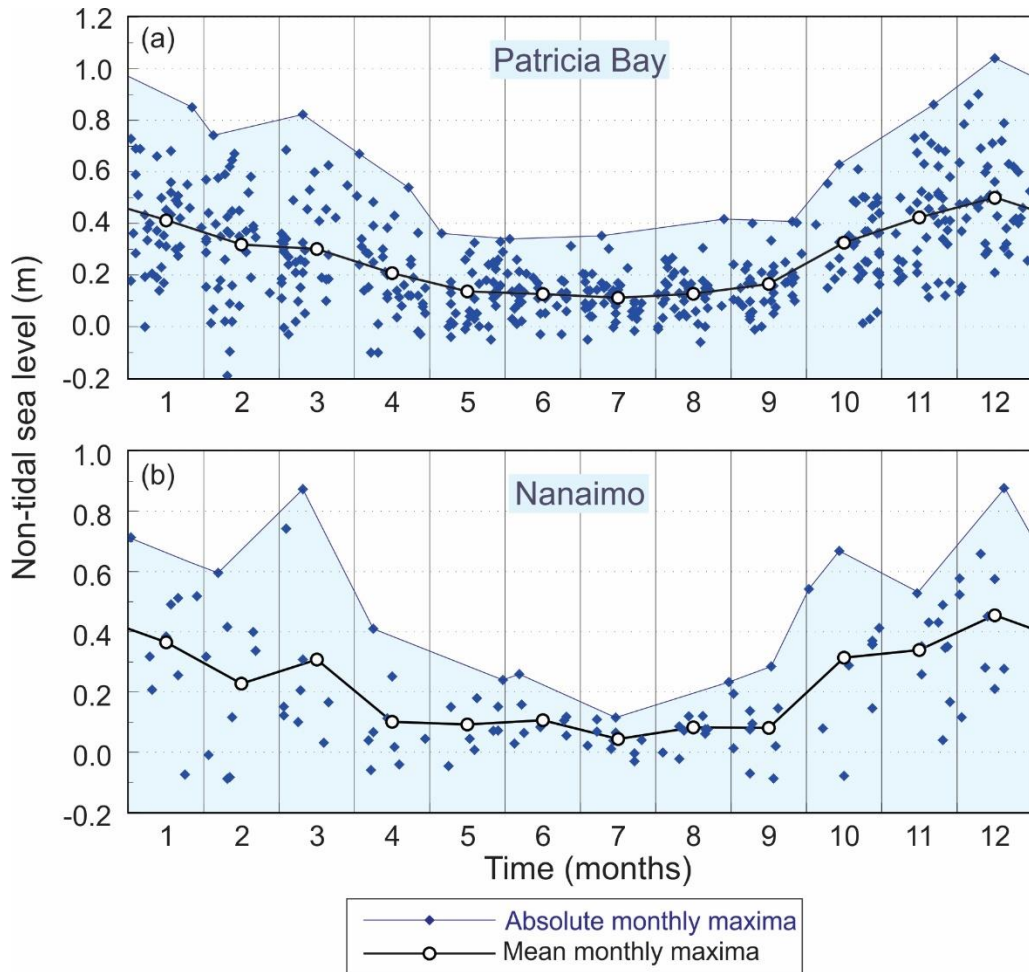 Non-tidal sea level (m)
(a)
Patricia Bay
1.2
1.0
0.8
0.6
0.4
0.2
0.0
-0.2
1 2 3 4 5 6 7 8 9 10 11 12
(b)
Nanaimo
1.0
0.8
0.6
0.4
0.2
0.0
-0.2
1 2 3 4 5 6 7 8 9 10 11 12
Time (months)
Absolute monthly maxima
Mean monthly maxima